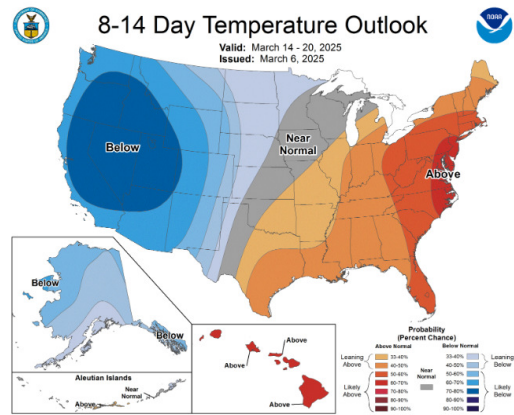 8-14 Day Temperature Outlook
Valid: March 14 - 20, 2025
Issued: March 6, 2025
NOAA
Below
Near
Normal
Above
Below
Below
Aleutian Islands
Near
Normal
Above
Above
Above
Above
Above
Probability
(Percent Chance)
Above Normal
Below Normal
Leaning
Above
33-40%
40-50%
Likely
Above
50-60%
60-70%
70-80%
80-90%
90-100%
Near
Normal
33-40%
40-50%
Leaning
Below
50-60%
60-70%
70-80%
80-90%
90-100%
Likely
Below